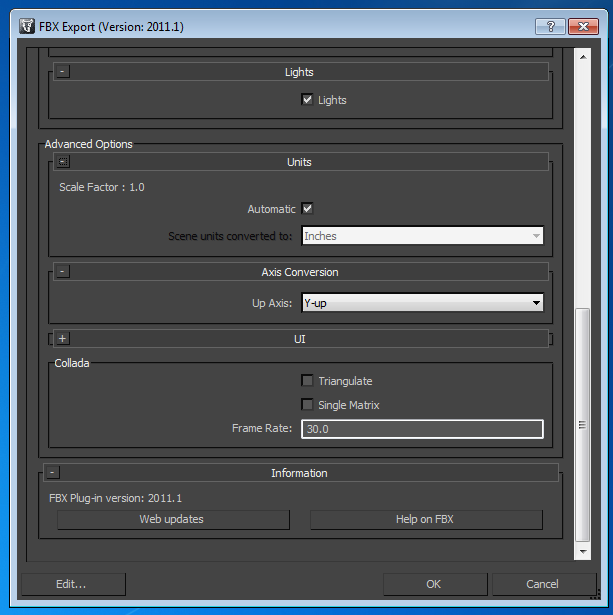 FBX Export (Version: 2011.1)
Lights
Lights
Advanced Options
Units
Scale Factor : 1.0
Automatic
Scene units converted to: Inches
Axis Conversion
Up Axis: Y-up
UI
Collada
Triangulate
Single Matrix
Frame Rate: 30.0
Information
FBX Plug-in version: 2011.1
Web updates Help on FBX
Edit... OK Cancel